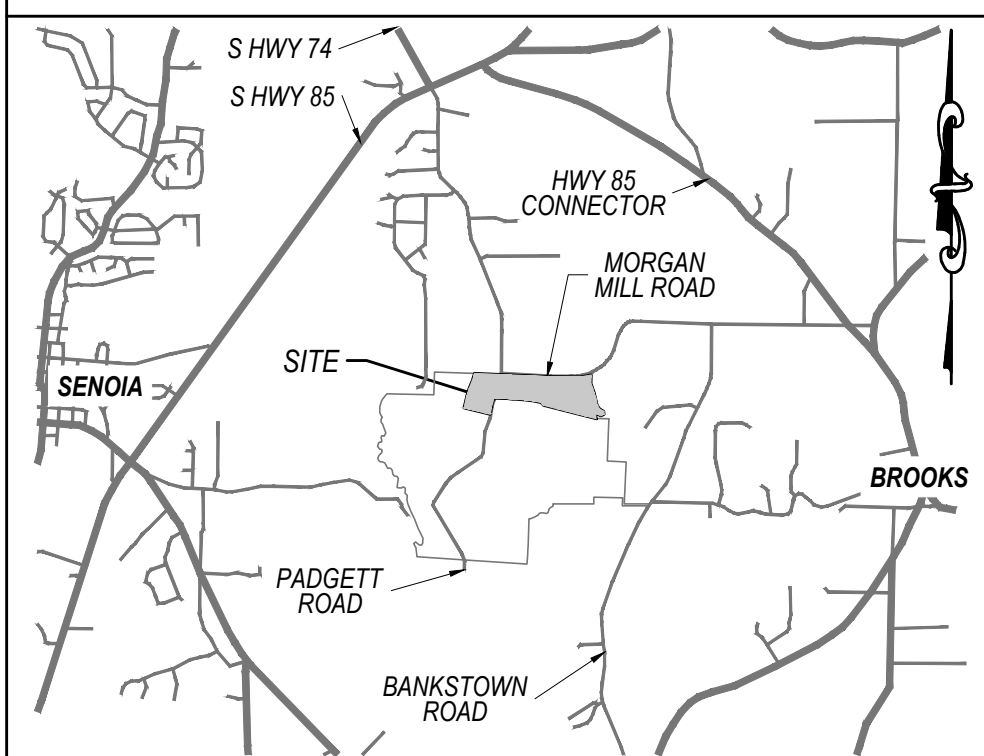 S HWY 74
S HWY 85
HWY 85
CONNECTOR
MORGAN
MILL ROAD
SITE
SENOIA
BROOKS
PADGETT
ROAD
BANKSTOWN
ROAD